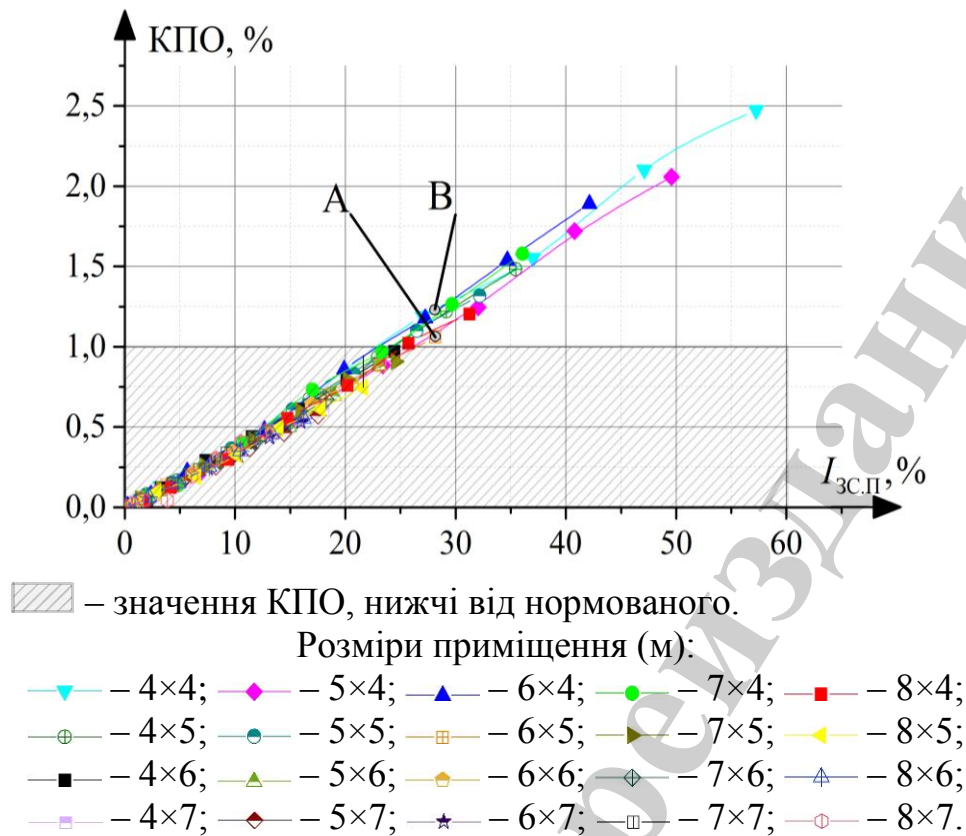 КПО, %
2,5
2,0
A
B
1,5
1,0
0,5
I ЗС.П, %
0,0
0 10 20 30 40 50 60
– значення КПО, нижчі від нормованого.
Розміри приміщення (м):
– 4×4; – 5×4; – 6×4; – 7×4; – 8×4;
– 4×5; – 5×5; – 6×5; – 7×5; – 8×5;
– 4×6; – 5×6; – 6×6; – 7×6; – 8×6;
– 4×7; – 5×7; – 6×7; – 7×7; – 8×7.